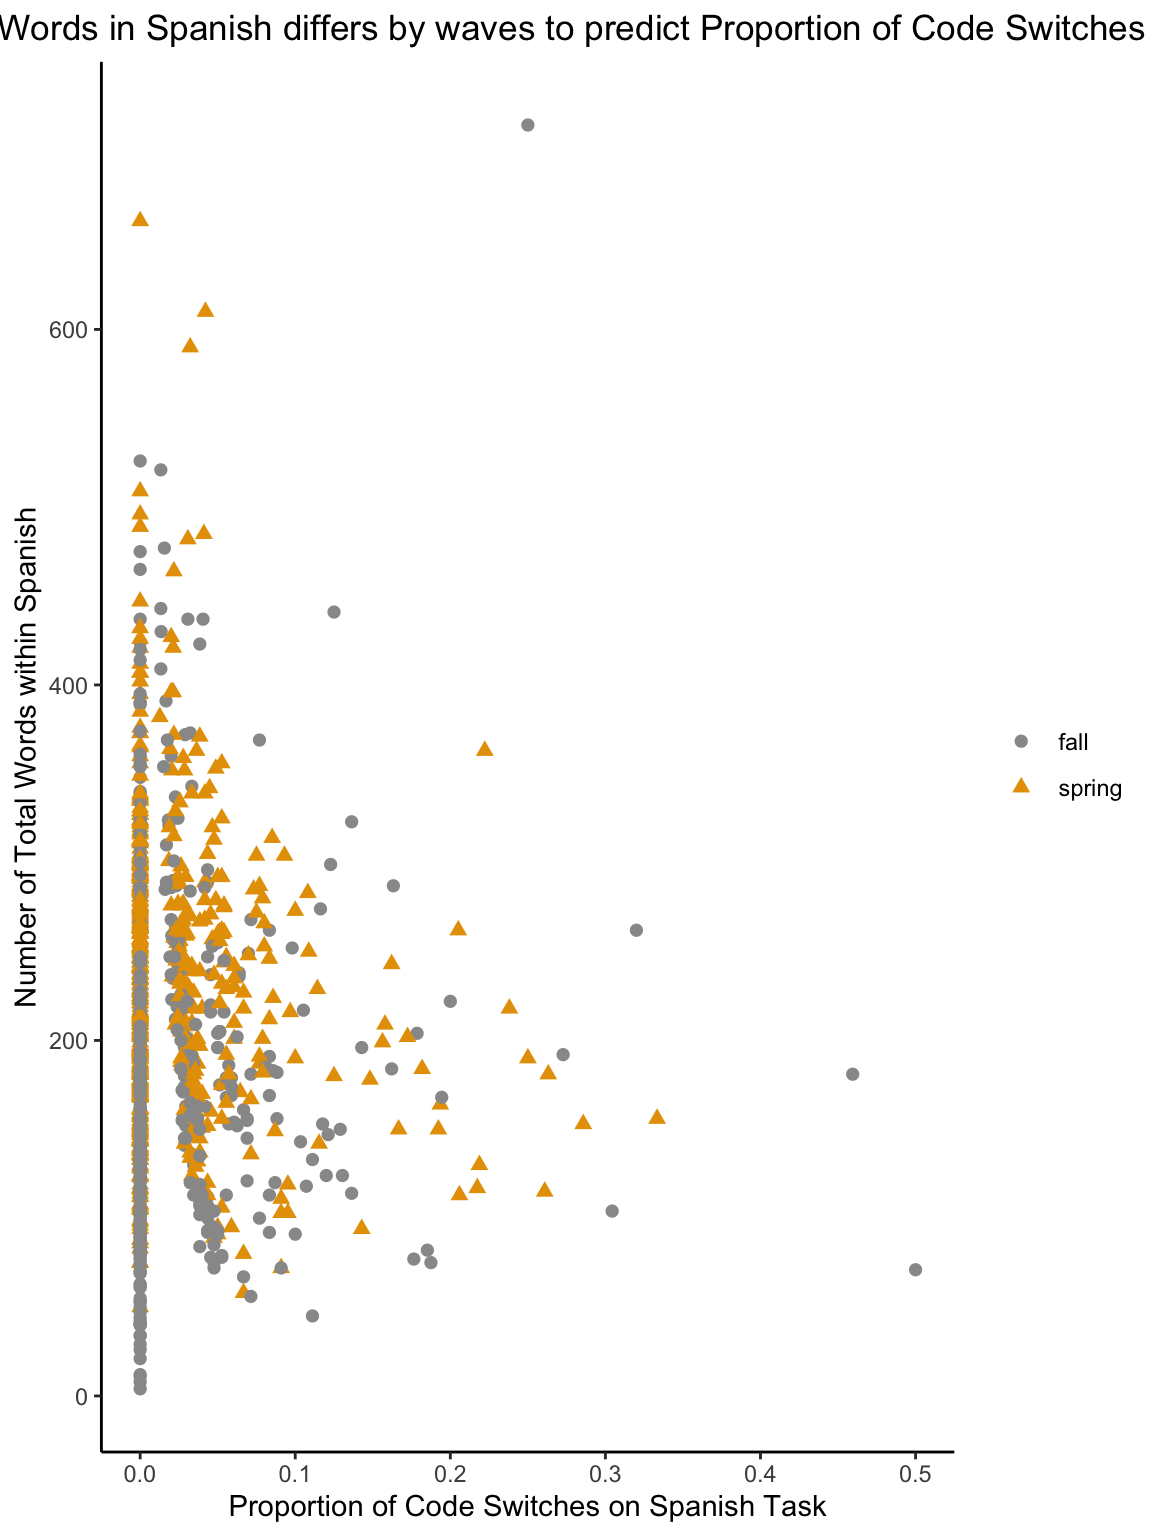 Words in Spanish differs by waves to predict Proportion of Code Switches
Number of Total Words within Spanish
600
400
200
0
fall
spring
0.0 0.1 0.2 0.3 0.4 0.5
Proportion of Code Switches on Spanish Task